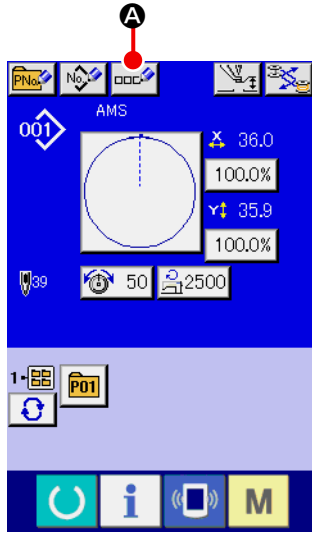 A
PNo. No.
AMS
001
X 36.0
100.0%
Y 35.9
100.0%
39 50 2500
1-
P01
i M